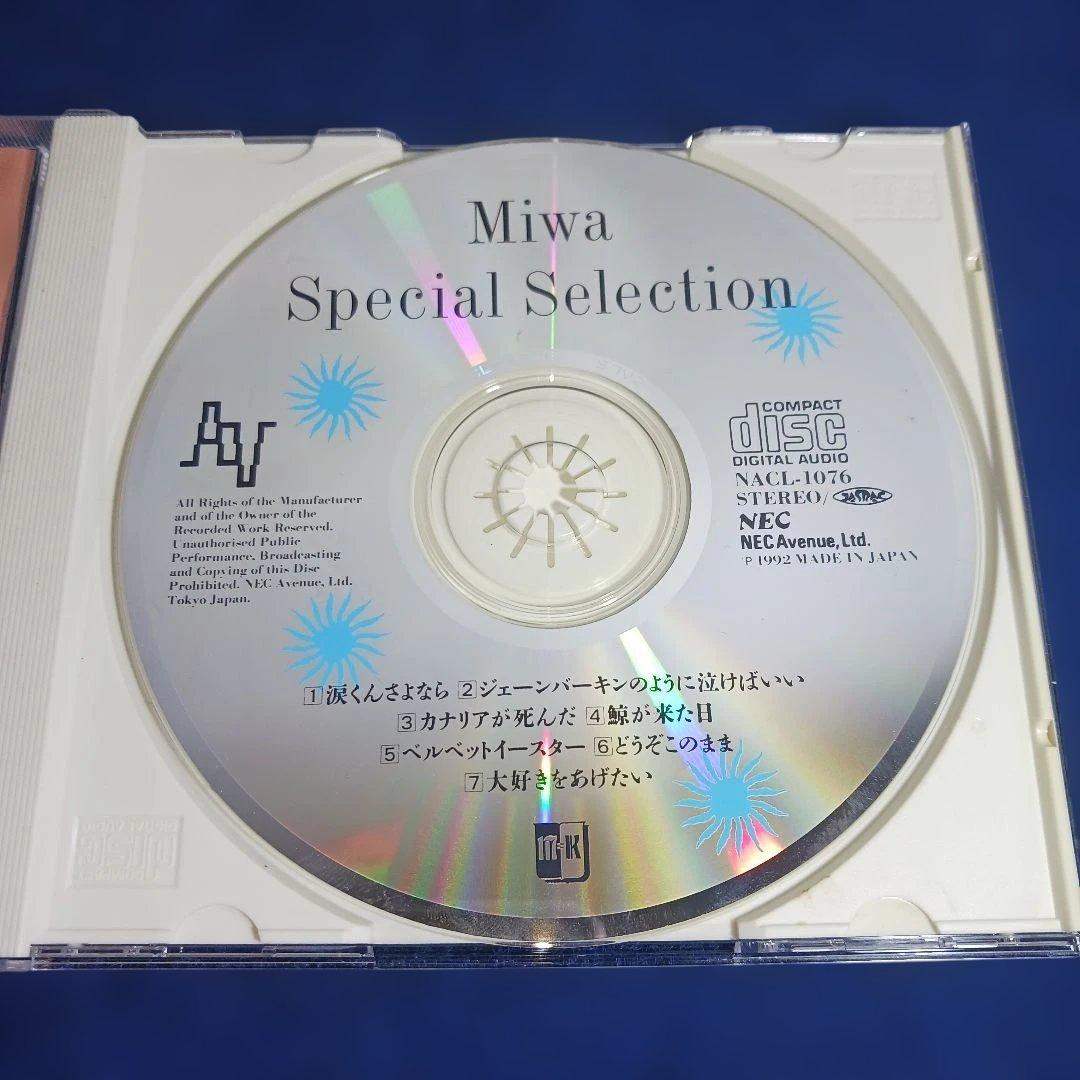 Miwa
Special Selection
AV
All Rights of the Manufacturer
and of the Owner of the
Recorded Work Reserved.
Unauthorised Public
Performance, Broadcasting
and Copying of this Disc
Prohibited. NEC Avenue, Ltd.
Tokyo Japan.
COMPACT
disc
DIGITAL AUDIO
NACL-1076
STEREO/JASRAC
NEC
NEC Avenue, Ltd.
℗ 1992 MADE IN JAPAN
1 涙くんさよなら 2 ジェーンバーキンのように泣けばいい
3 カナリアが死んだ 4 鯨が来た日
5 ベルベットイースター 6 どうぞこのまま
7 大好きをあげたい